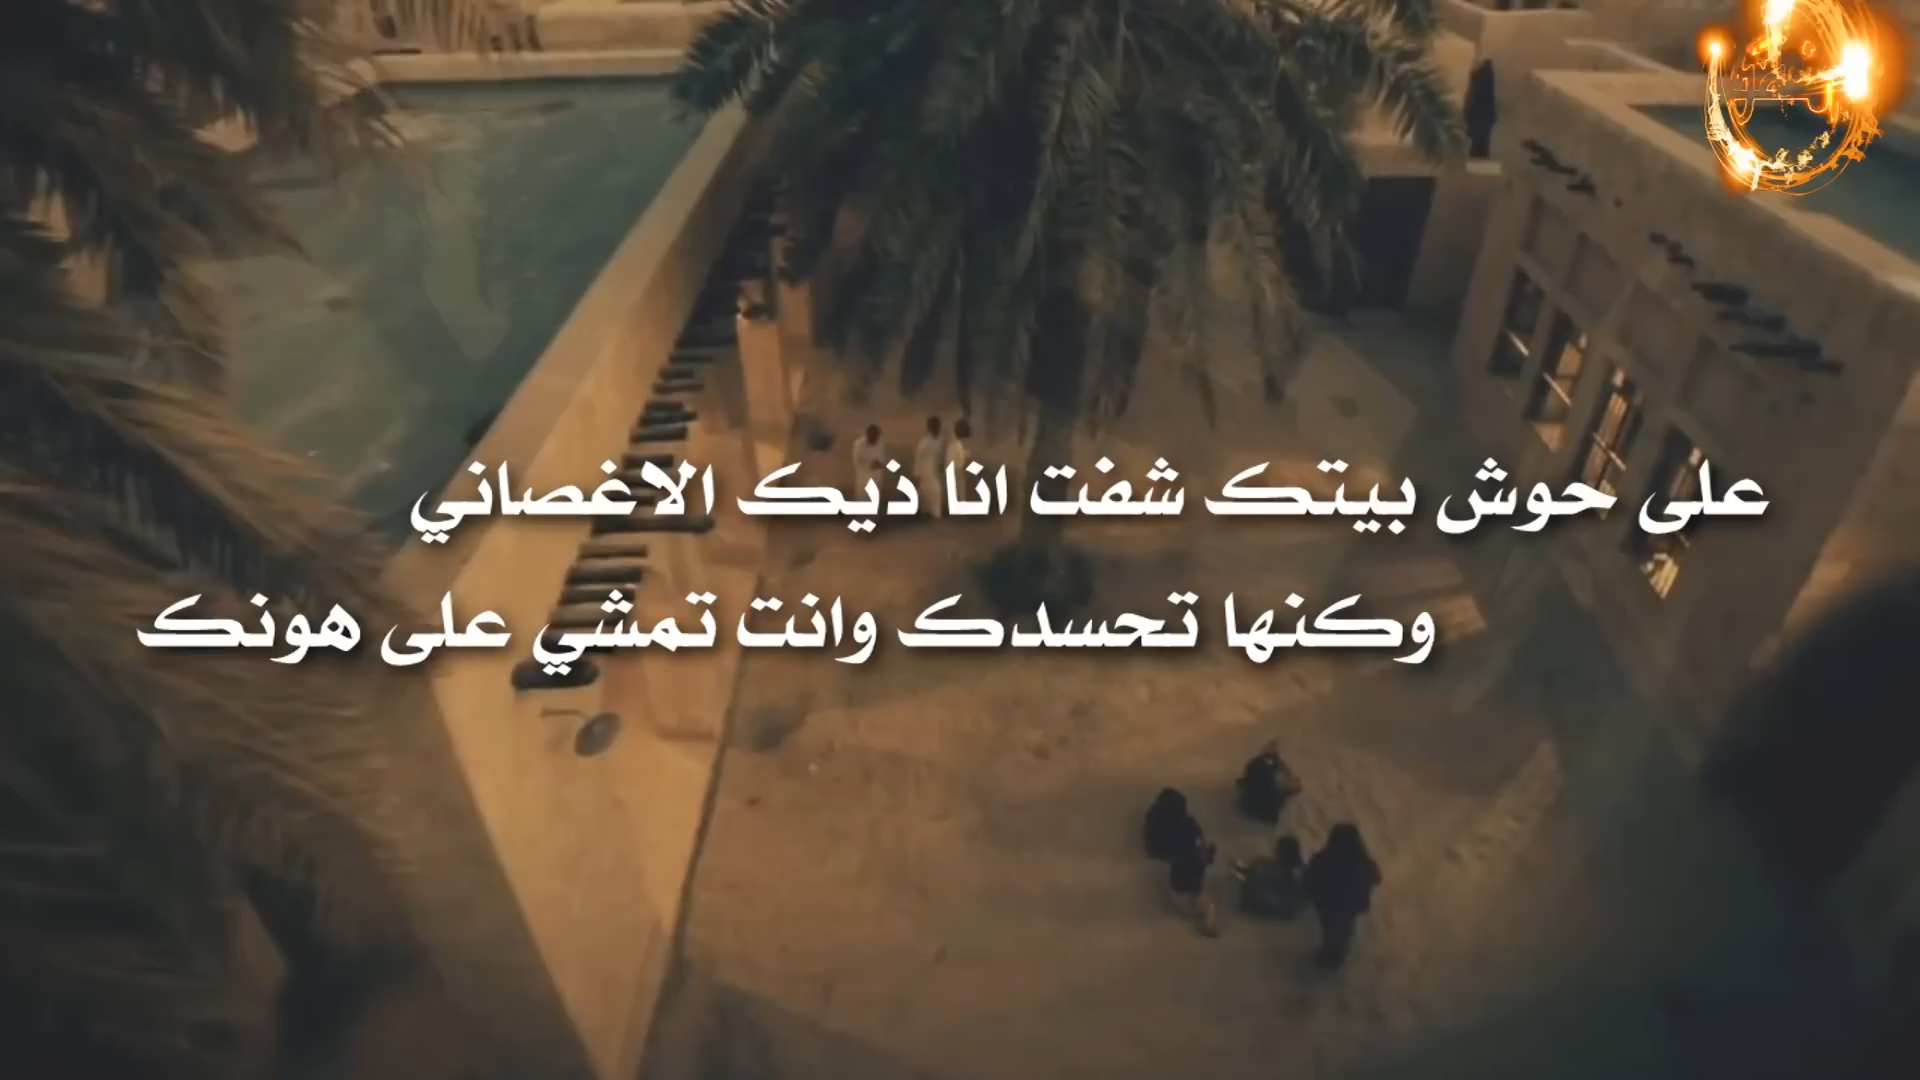 على حوش بيتك شفت انا ذيك الاغصاني
وكنها تحسدك وانت تمشي على هونك